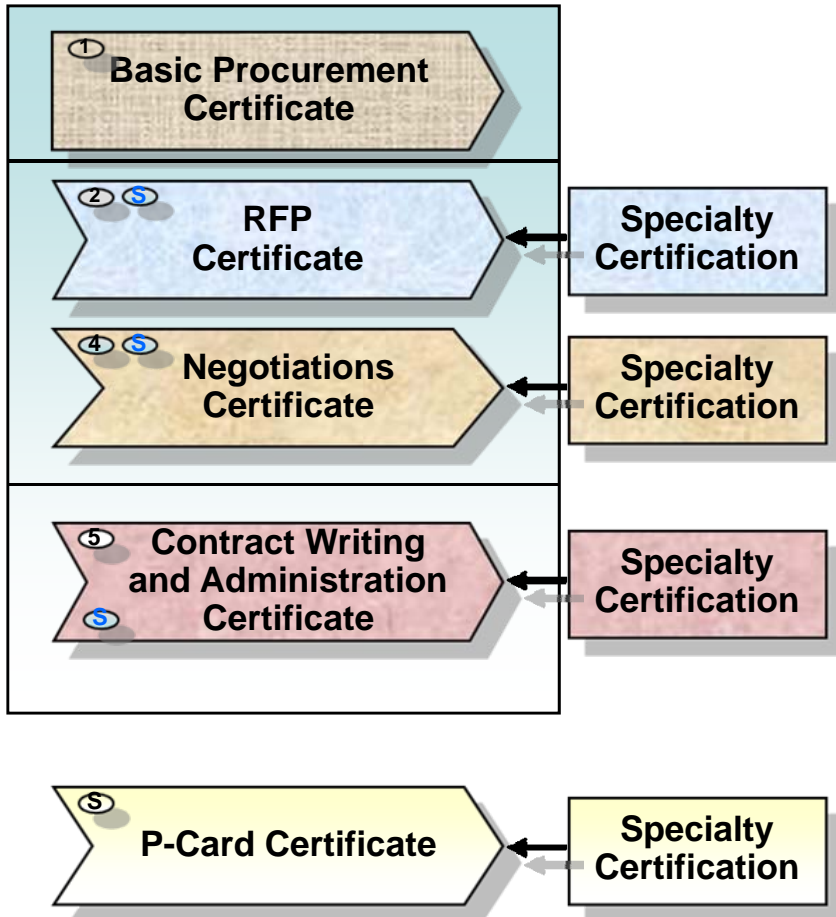 1
Basic Procurement
Certificate
2 S
RFP
Certificate
Specialty
Certification
4 S
Negotiations
Certificate
Specialty
Certification
5
Contract Writing
and Administration
Certificate
S
Specialty
Certification
S
P-Card Certificate
Specialty
Certification